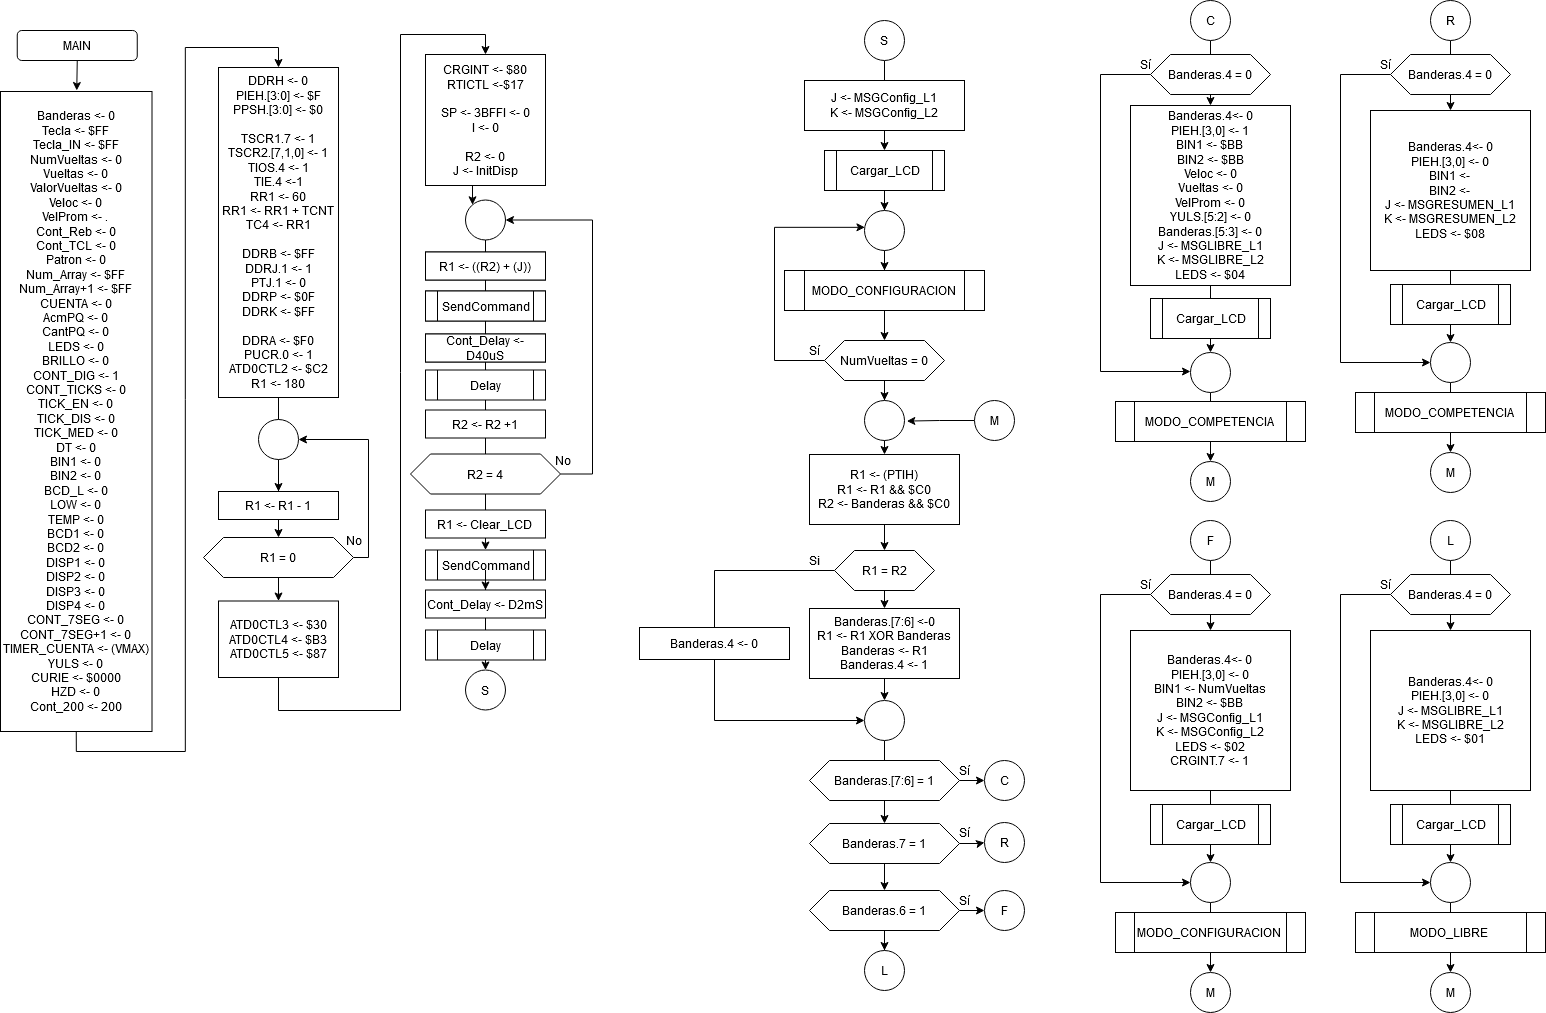 MAIN
Banderas <- 0
Tecla <- $FF
Tecla_IN <- $FF
NumVueltas <- 0
Vueltas <- 0
ValorVueltas <- 0
Veloc <- 0
VelProm <- .
Cont_Reb <- 0
Cont_TCL <- 0
Patron <- 0
Num_Array <- $FF
Num_Array+1 <- $FF
CUENTA <- 0
AcmPQ <- 0
CantPQ <- 0
LEDS <- 0
BRILLO <- 0
CONT_DIG <- 1
CONT_TICKS <- 0
TICK_EN <- 0
TICK_DIS <- 0
TICK_MED <- 0
DT <- 0
BIN1 <- 0
BIN2 <- 0
BCD_L <- 0
LOW <- 0
TEMP <- 0
BCD1 <- 0
BCD2 <- 0
DISP1 <- 0
DISP2 <- 0
DISP3 <- 0
DISP4 <- 0
CONT_7SEG <- 0
CONT_7SEG+1 <- 0
TIMER_CUENTA <- (VMAX)
YULS <- 0
CURIE <- $0000
HZD <- 0
Cont_200 <- 200
DDRH <- 0
PIEH.[3:0] <- $F
PPSH.[3:0] <- $0
TSCR1.7 <- 1
TSCR2.[7,1,0] <- 1
TIOS.4 <- 1
TIE.4 <-1
RR1 <- 60
RR1 <- RR1 + TCNT
TC4 <- RR1
DDRB <- $FF
DDRJ.1 <- 1
PTJ.1 <- 0
DDRP <- $0F
DDRK <- $FF
DDRA <- $F0
PUCR.0 <- 1
ATD0CTL2 <- $C2
R1 <- 180
R1 <- R1 - 1
R1 = 0
No
ATD0CTL3 <- $30
ATD0CTL4 <- $B3
ATD0CTL5 <- $87
CRGINT <- $80
RTICTL <-$17
SP <- 3BFFI <- 0
I <- 0
R2 <- 0
J <- InitDisp
R1 <- ((R2) + (J))
SendCommand
Cont_Delay <-
D40uS
Delay
R2 <- R2 +1
R2 = 4
No
R1 <- Clear_LCD
SendCommand
Cont_Delay <- D2mS
Delay
S
S
J <- MSGConfig_L1
K <- MSGConfig_L2
Cargar_LCD
MODO_CONFIGURACION
NumVueltas = 0
Sí
M
R1 <- (PTIH)
R1 <- R1 && $C0
R2 <- Banderas && $C0
R1 = R2
Si
Banderas.4 <- 0
Banderas.[7:6] <-0
R1 <- R1 XOR Banderas
Banderas <- R1
Banderas.4 <- 1
Banderas.[7:6] = 1
Sí
C
Banderas.7 = 1
Sí
R
Banderas.6 = 1
Sí
F
L
C
Sí
Banderas.4 = 0
Banderas.4<- 0
PIEH.[3,0] <- 1
BIN1 <- $BB
BIN2 <- $BB
Veloc <- 0
Vueltas <- 0
VelProm <- 0
YULS.[5:2] <- 0
Banderas.[5:3] <- 0
J <- MSGLIBRE_L1
K <- MSGLIBRE_L2
LEDS <- $04
Cargar_LCD
MODO_COMPETENCIA
M
R
Sí
Banderas.4 = 0
Banderas.4<- 0
PIEH.[3,0] <- 0
BIN1 <-
BIN2 <-
J <- MSGRESUMEN_L1
K <- MSGRESUMEN_L2
LEDS <- $08
Cargar_LCD
MODO_COMPETENCIA
M
F
Sí
Banderas.4 = 0
Banderas.4<- 0
PIEH.[3,0] <- 0
BIN1 <- NumVueltas
BIN2 <- $BB
J <- MSGConfig_L1
K <- MSGConfig_L2
LEDS <- $02
CRGINT.7 <- 1
Cargar_LCD
MODO_CONFIGURACION
M
L
Sí
Banderas.4 = 0
Banderas.4<- 0
PIEH.[3,0] <- 0
J <- MSGLIBRE_L1
K <- MSGLIBRE_L2
LEDS <- $01
Cargar_LCD
MODO_LIBRE
M